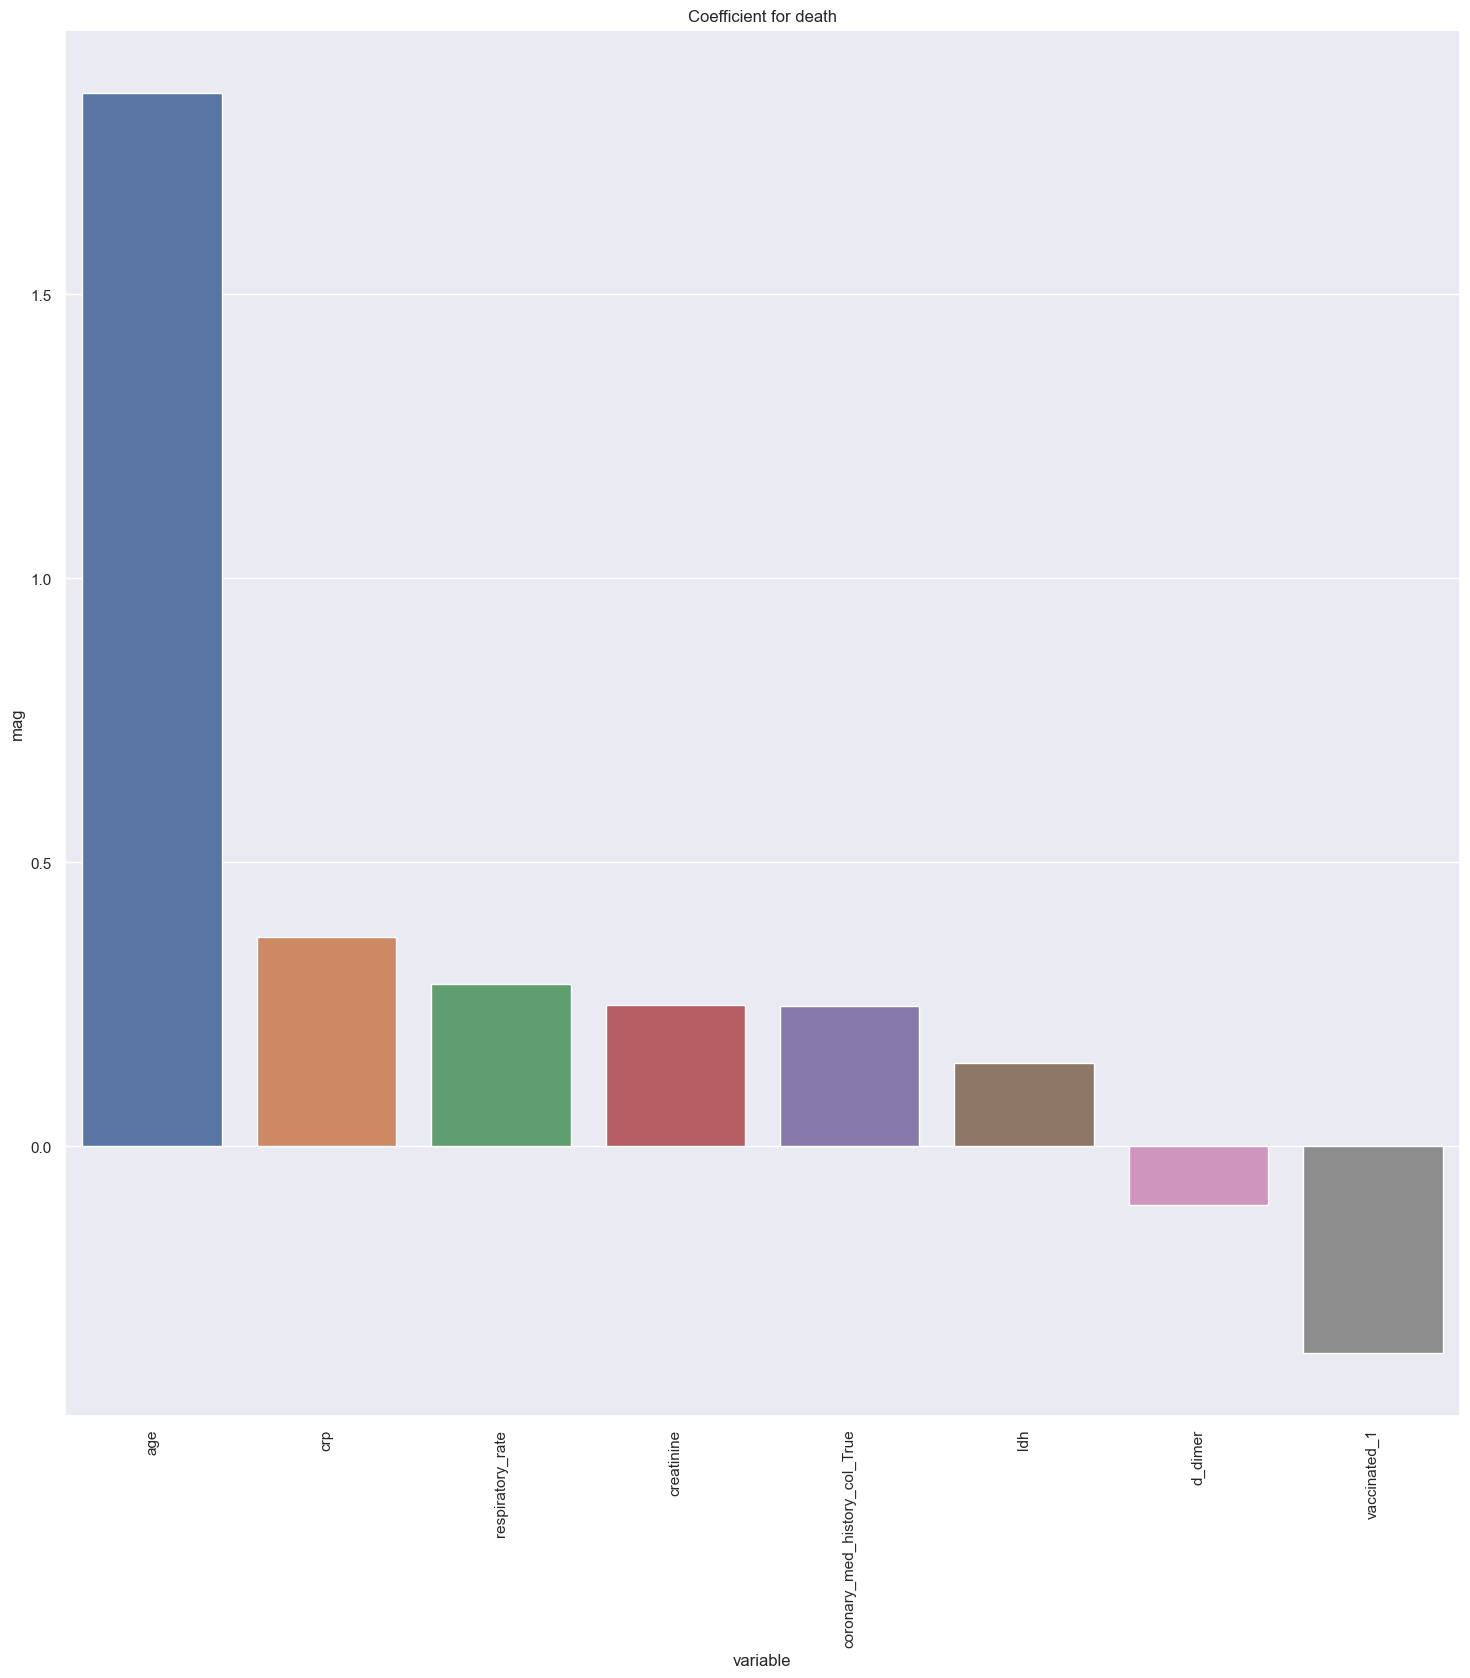 Coefficient for death
1.5
1.0
0.5
0.0
mag
age
crp
respiratory_rate
creatinine
coronary_med_history_col_True
ldh
d_dimer
vaccinated_1
variable